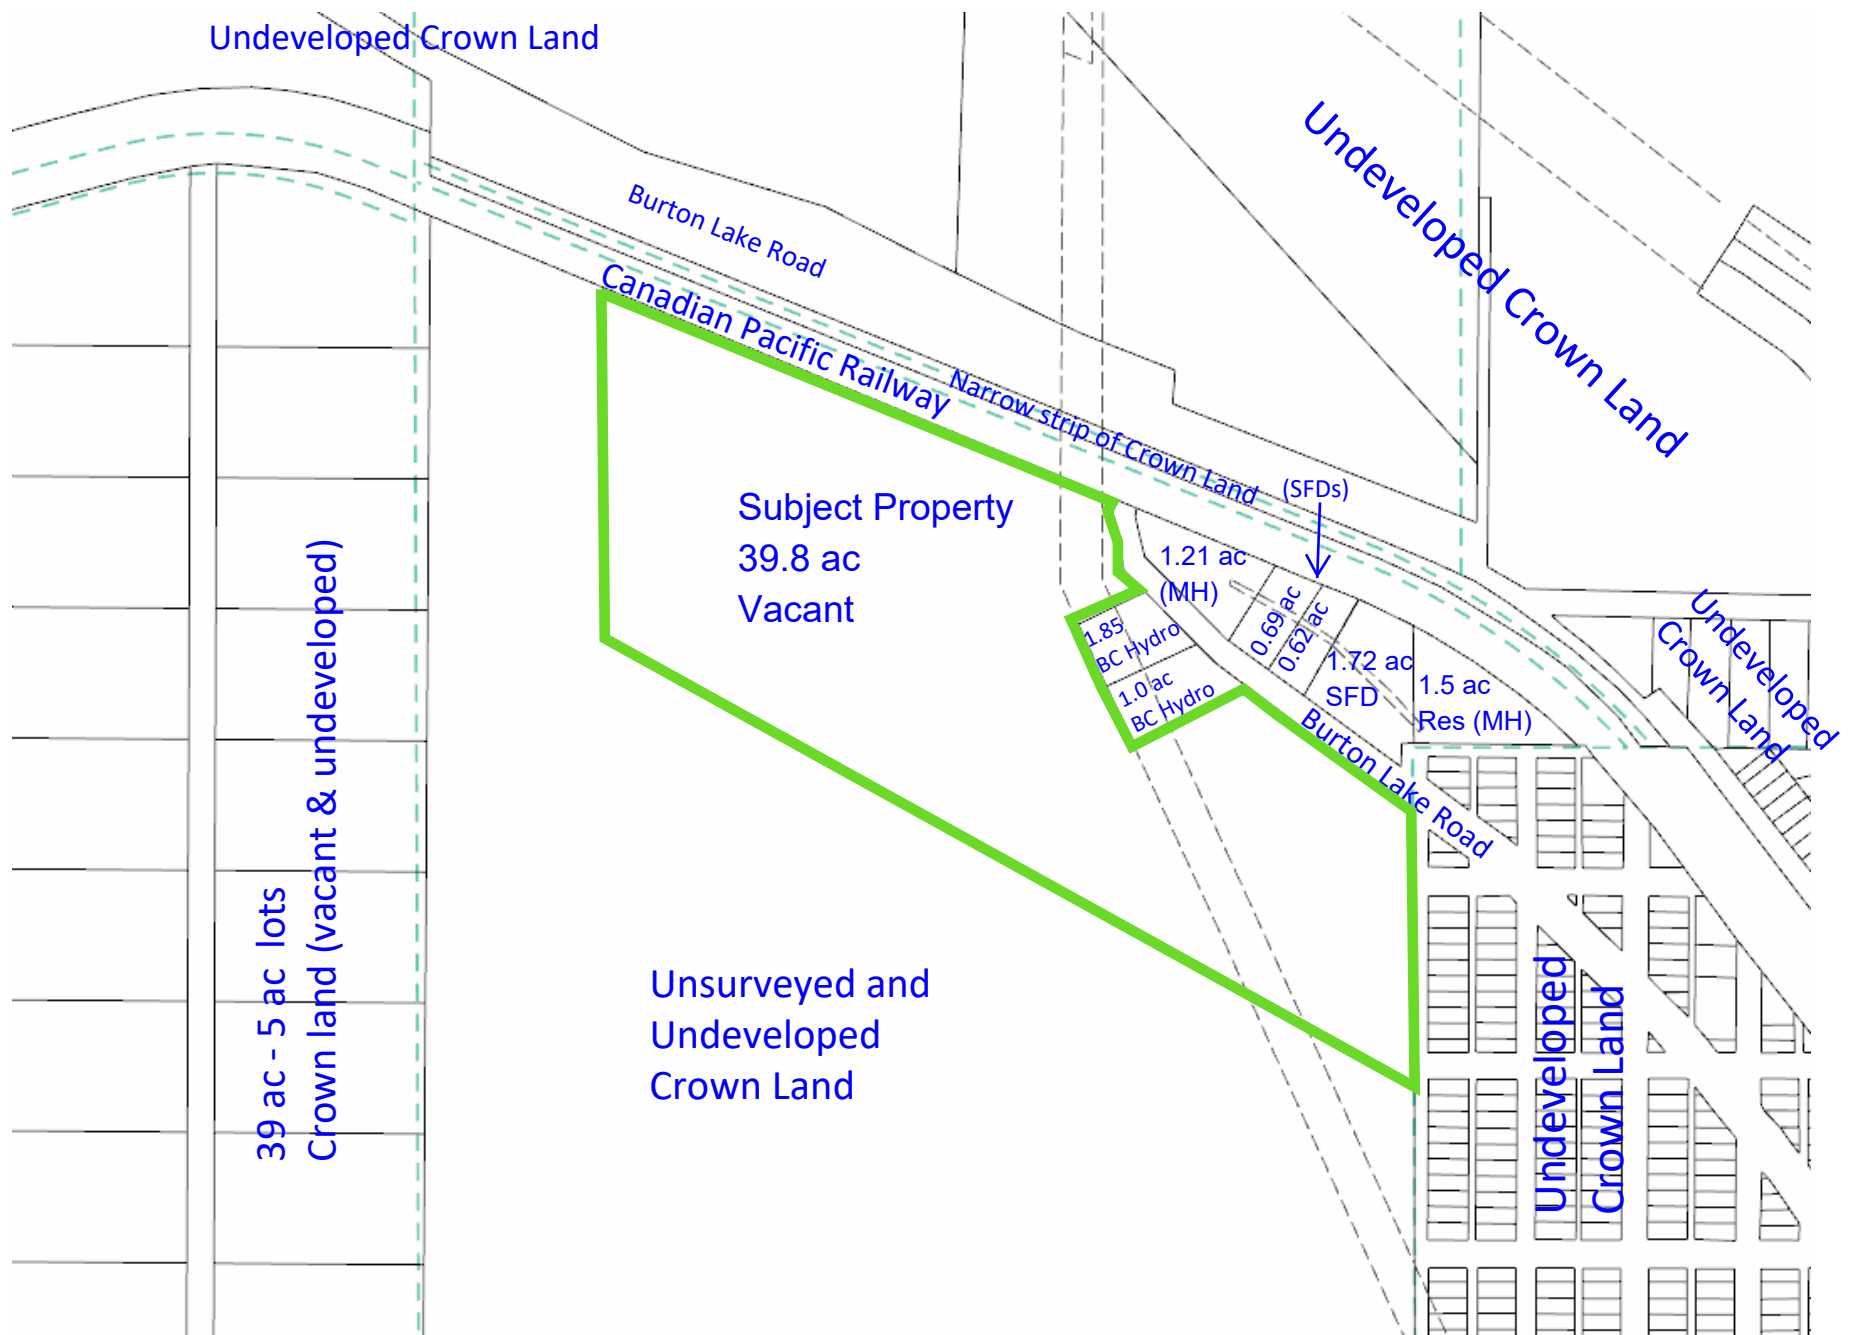 Undeveloped Crown Land
Undeveloped Crown Land
Burton Lake Road
Canadian Pacific Railway
Narrow strip of Crown Land
(SFDs)
Subject Property
39.8 ac
Vacant
1.21 ac
(MH)
0.69 ac
0.62 ac
1.72 ac
SFD
1.5 ac
Res (MH)
1.85
BC Hydro
1.0 ac
BC Hydro
Burton Lake Road
Undeveloped
Crown Land
39 ac - 5 ac lots
Crown land (vacant & undeveloped)
Unsurveyed and
Undeveloped
Crown Land
Undeveloped
Crown Land